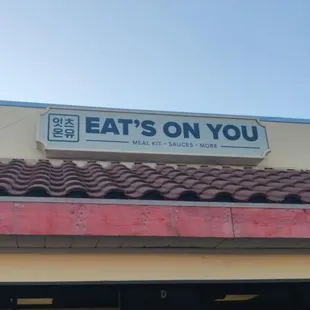 잇츠
온유
EAT'S ON YOU
MEAL KIT • SAUCES • MORE